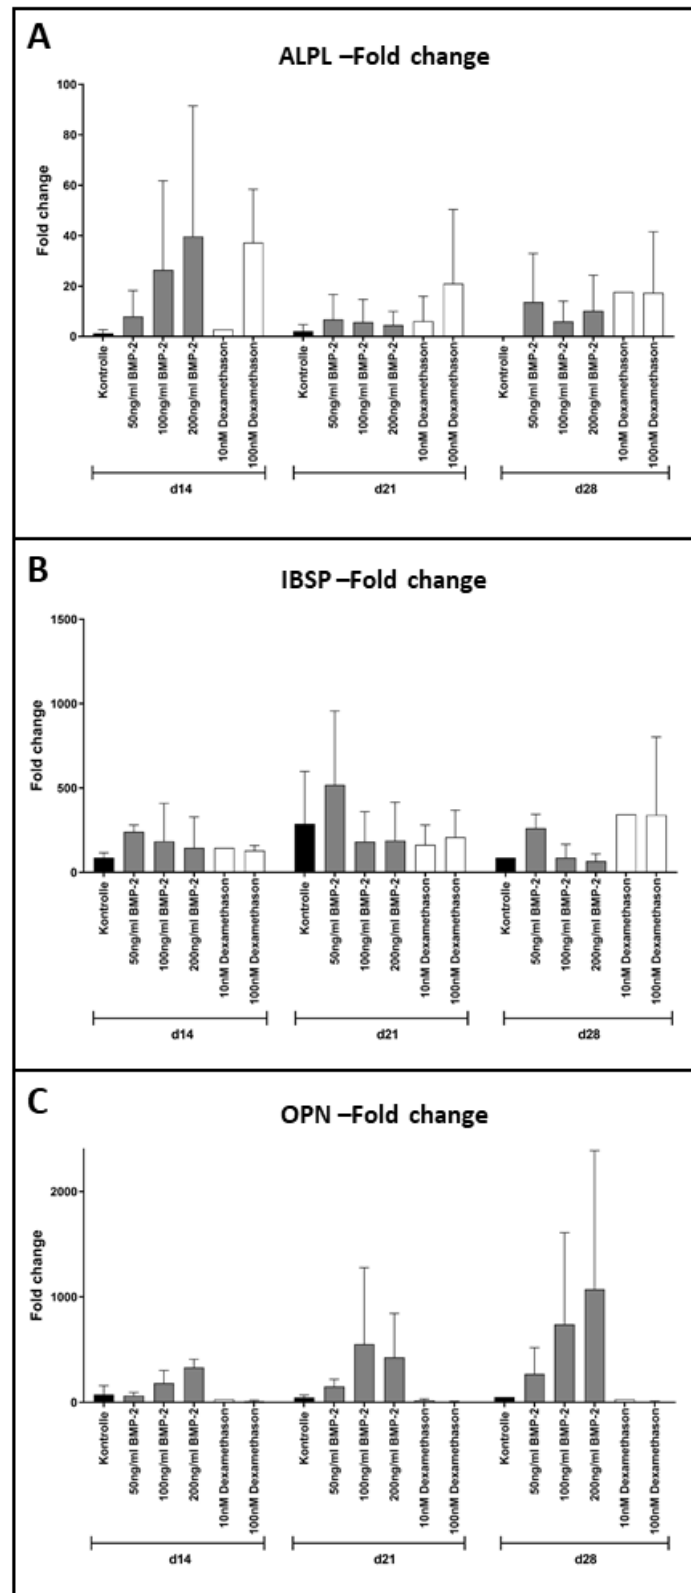 A
ALPL –Fold change
Fold change
100
80
60
40
20
0
Kontrolle
50ng/ml BMP-2
100ng/ml BMP-2
200ng/ml BMP-2
10nM Dexamethason
100nM Dexamethason
Kontrolle
50ng/ml BMP-2
100ng/ml BMP-2
200ng/ml BMP-2
10nM Dexamethason
100nM Dexamethason
Kontrolle
50ng/ml BMP-2
100ng/ml BMP-2
200ng/ml BMP-2
10nM Dexamethason
100nM Dexamethason
d14
d21
d28
B
IBSP –Fold change
Fold change
1500
1000
500
0
Kontrolle
50ng/ml BMP-2
100ng/ml BMP-2
200ng/ml BMP-2
10nM Dexamethason
100nM Dexamethason
Kontrolle
50ng/ml BMP-2
100ng/ml BMP-2
200ng/ml BMP-2
10nM Dexamethason
100nM Dexamethason
Kontrolle
50ng/ml BMP-2
100ng/ml BMP-2
200ng/ml BMP-2
10nM Dexamethason
100nM Dexamethason
d14
d21
d28
C
OPN –Fold change
Fold change
2000
1000
0
Kontrolle
50ng/ml BMP-2
100ng/ml BMP-2
200ng/ml BMP-2
10nM Dexamethason
100nM Dexamethason
Kontrolle
50ng/ml BMP-2
100ng/ml BMP-2
200ng/ml BMP-2
10nM Dexamethason
100nM Dexamethason
Kontrolle
50ng/ml BMP-2
100ng/ml BMP-2
200ng/ml BMP-2
10nM Dexamethason
100nM Dexamethason
d14
d21
d28